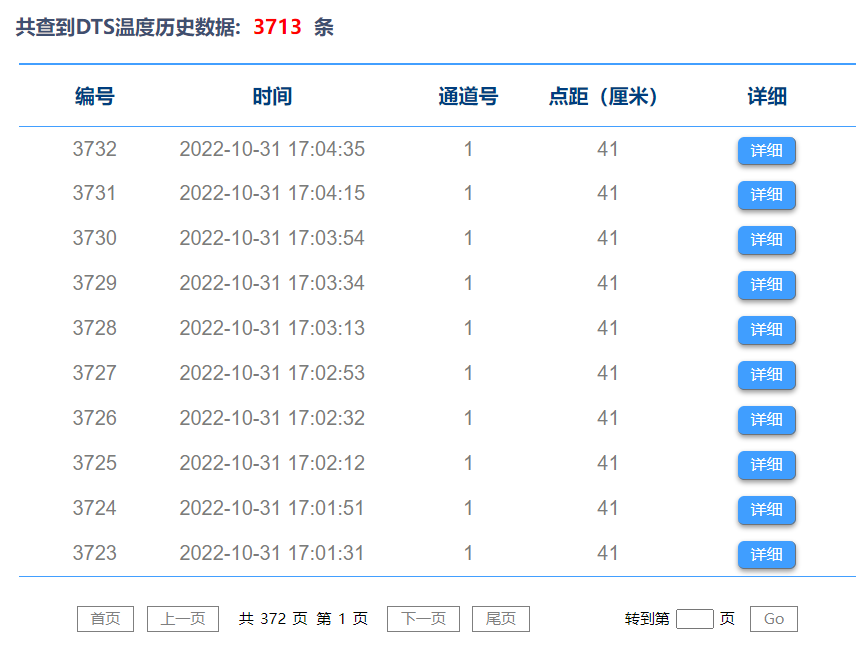 共查到DTS温度历史数据: 3713 条
编号 时间 通道号 点距（厘米） 详细
3732 2022-10-31 17:04:35 1 41 详细
3731 2022-10-31 17:04:15 1 41 详细
3730 2022-10-31 17:03:54 1 41 详细
3729 2022-10-31 17:03:34 1 41 详细
3728 2022-10-31 17:03:13 1 41 详细
3727 2022-10-31 17:02:53 1 41 详细
3726 2022-10-31 17:02:32 1 41 详细
3725 2022-10-31 17:02:12 1 41 详细
3724 2022-10-31 17:01:51 1 41 详细
3723 2022-10-31 17:01:31 1 41 详细
首页 上一页 共 372 页 第 1 页 下一页 尾页 转到第 页 Go